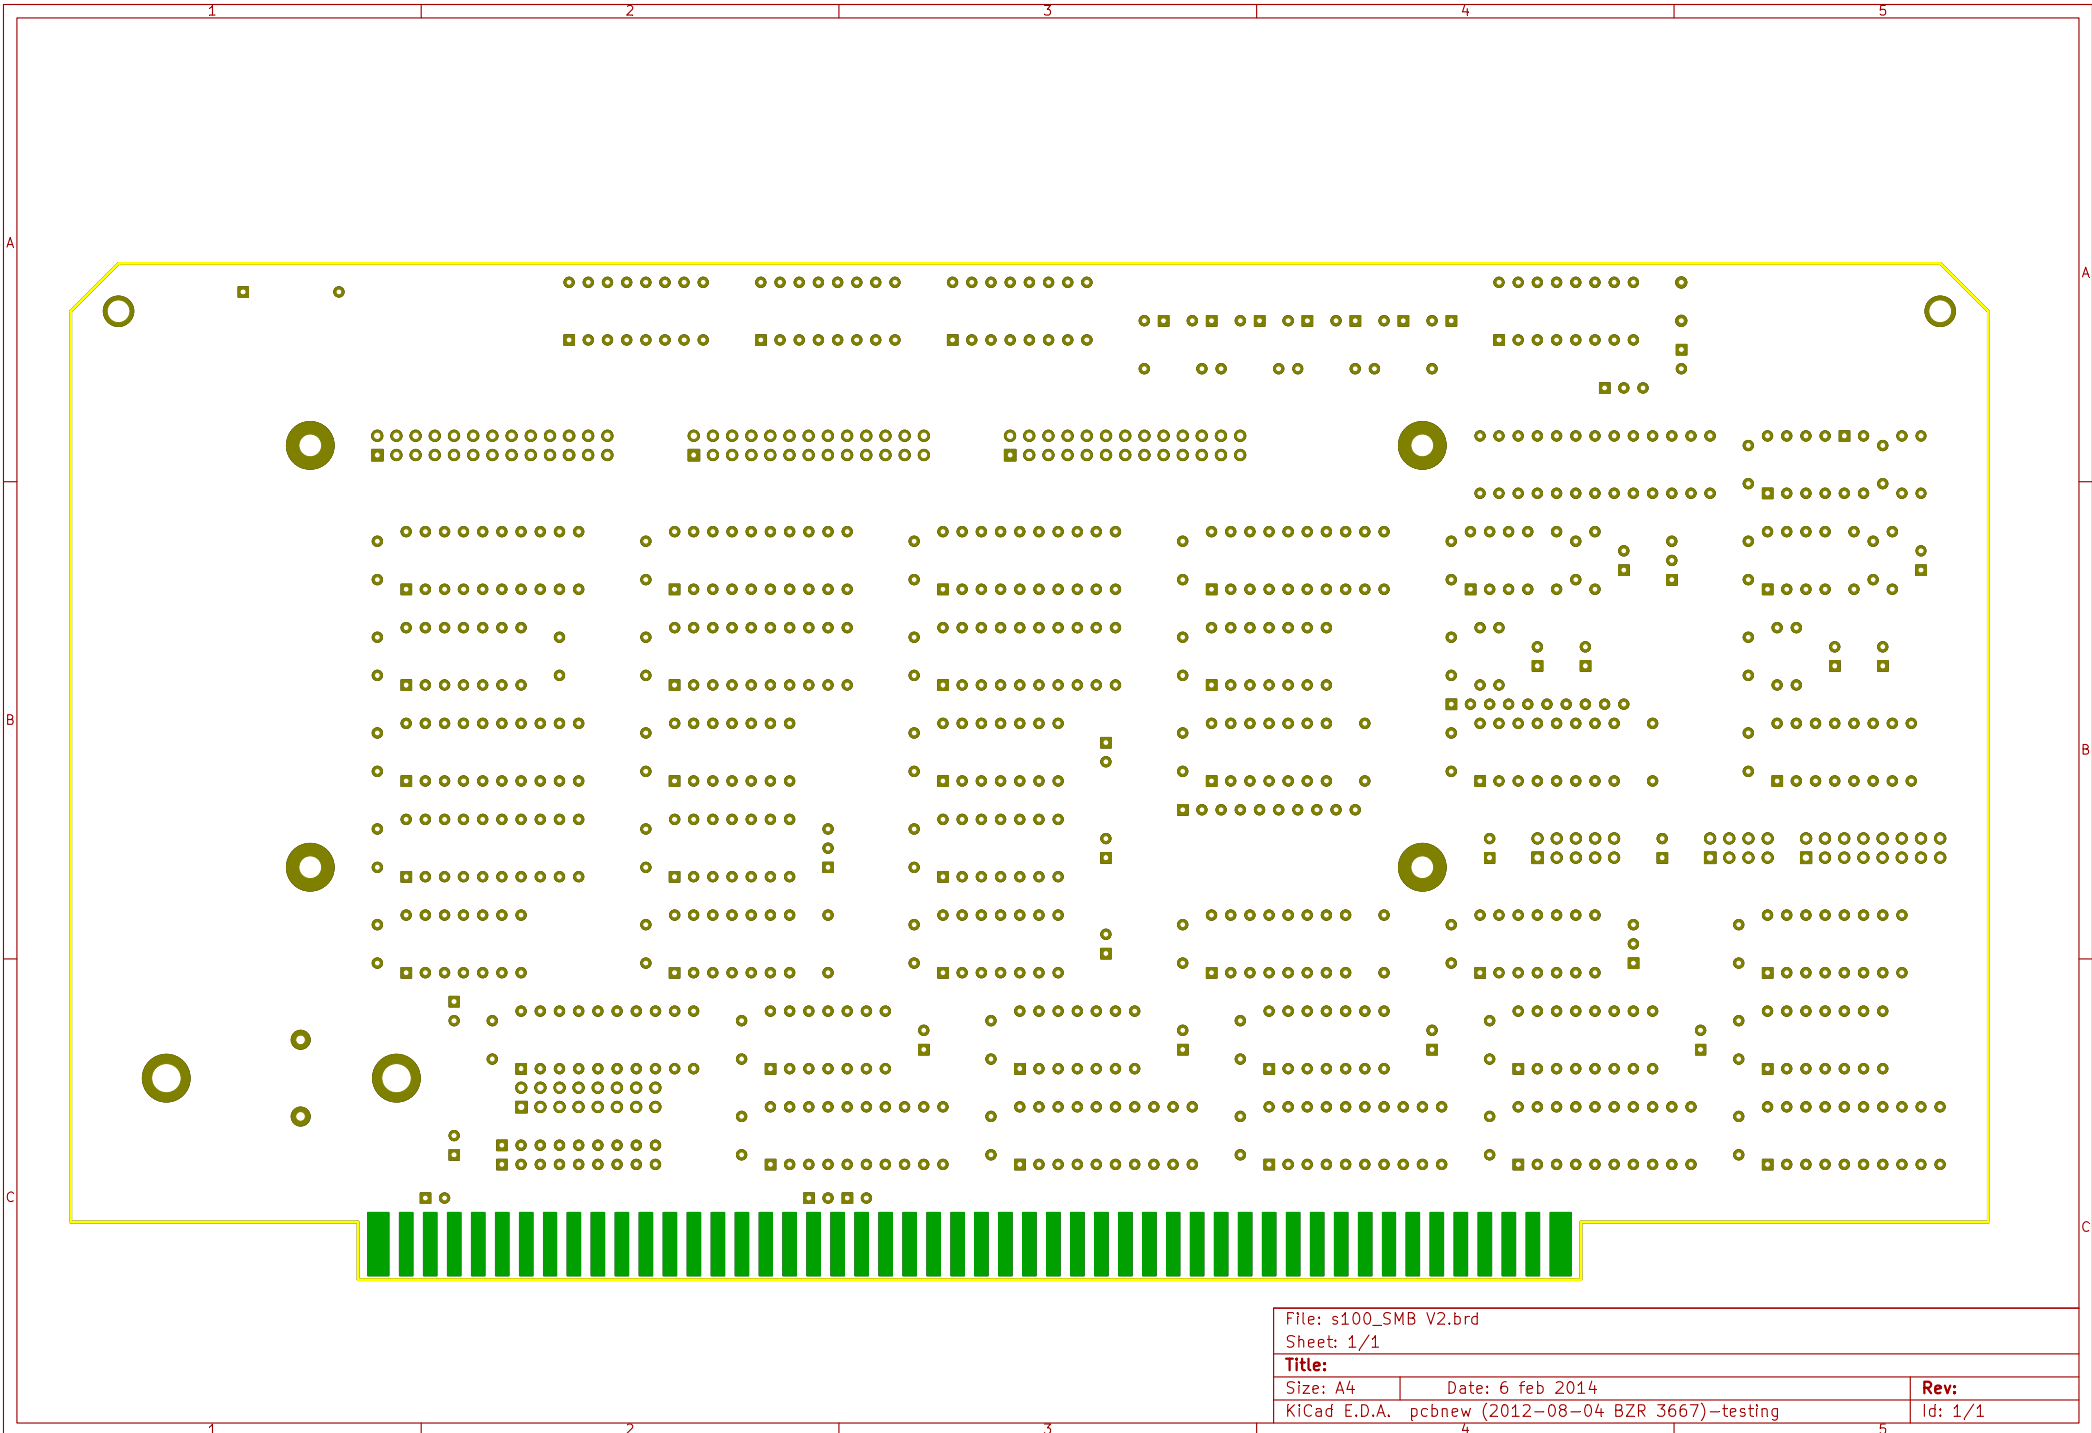 1 2 3 4 5
A A
B B
C C
File: s100_SMB V2.brd
Sheet: 1/1
Title:
Size: A4 Date: 6 feb 2014 Rev:
KiCad E.D.A. pcbnew (2012-08-04 BZR 3667)-testing Id: 1/1
1 2 3 4 5